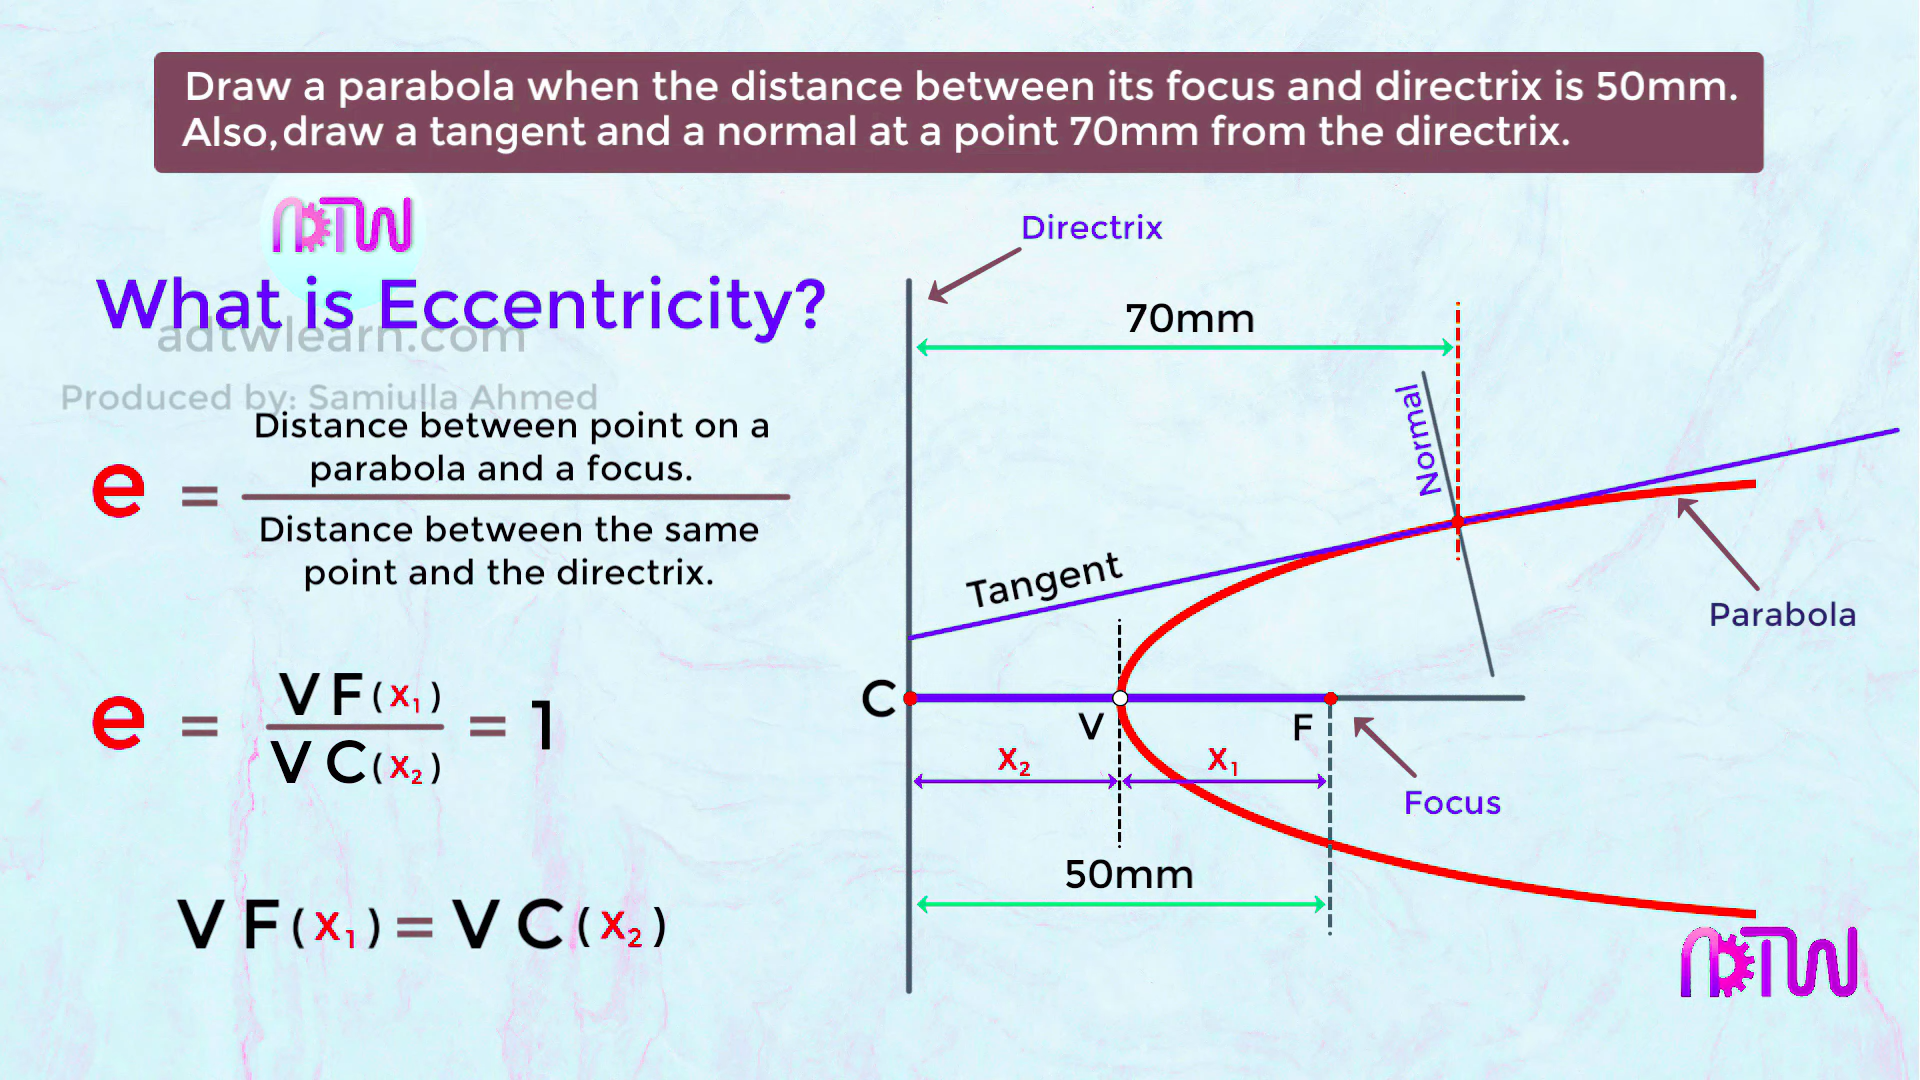 Draw a parabola when the distance between its focus and directrix is 50mm.
Also, draw a tangent and a normal at a point 70mm from the directrix.
ADTW
What is Eccentricity?
adtwlearn.com
Produced by: Samiulla Ahmed
e =
Distance between point on a
parabola and a focus.
Distance between the same
point and the directrix.
e = VF(x₁)
VC(x₂)
= 1
VF(x₁) = VC(x₂)
Directrix
70mm
Normal
Tangent
Parabola
C
V
F
x₂
x₁
Focus
50mm
ADTW